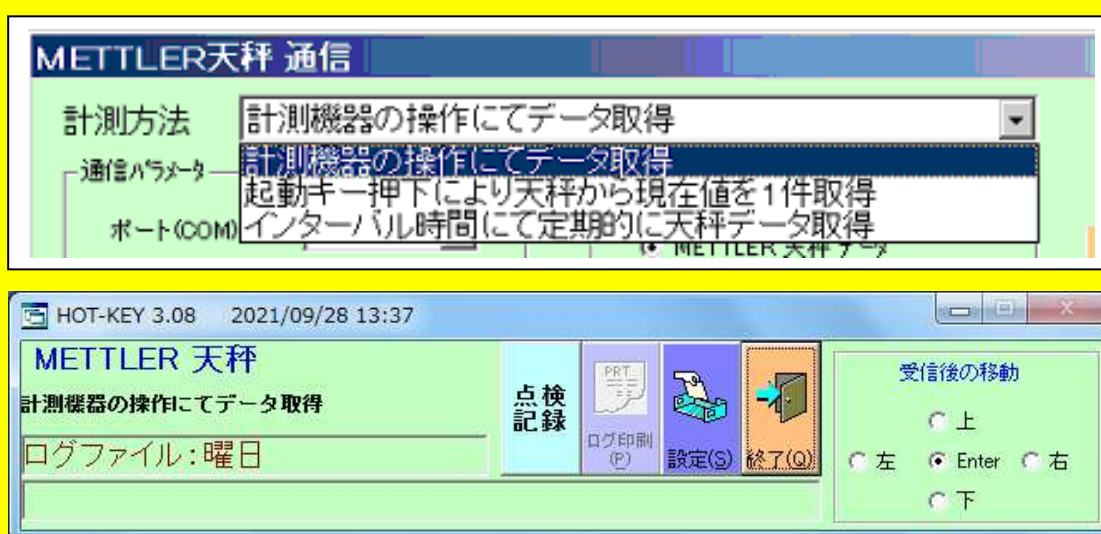 METTLER天秤 通信
計測方法
計測機器の操作にてデータ取得
計測機器の操作にてデータ取得
起動キー押下により天秤から現在値を1件取得
インターバル時間にて定期的に天秤データ取得
通信パラメータ
ポート(COM)
METTLER 天秤 データ
HOT-KEY 3.08 2021/09/28 13:37
METTLER 天秤
計測機器の操作にてデータ取得
ログファイル:曜日
点検
記録
PRT
ログ印刷
(P)
設定(S)
終了(Q)
受信後の移動
上
左 Enter 右
下